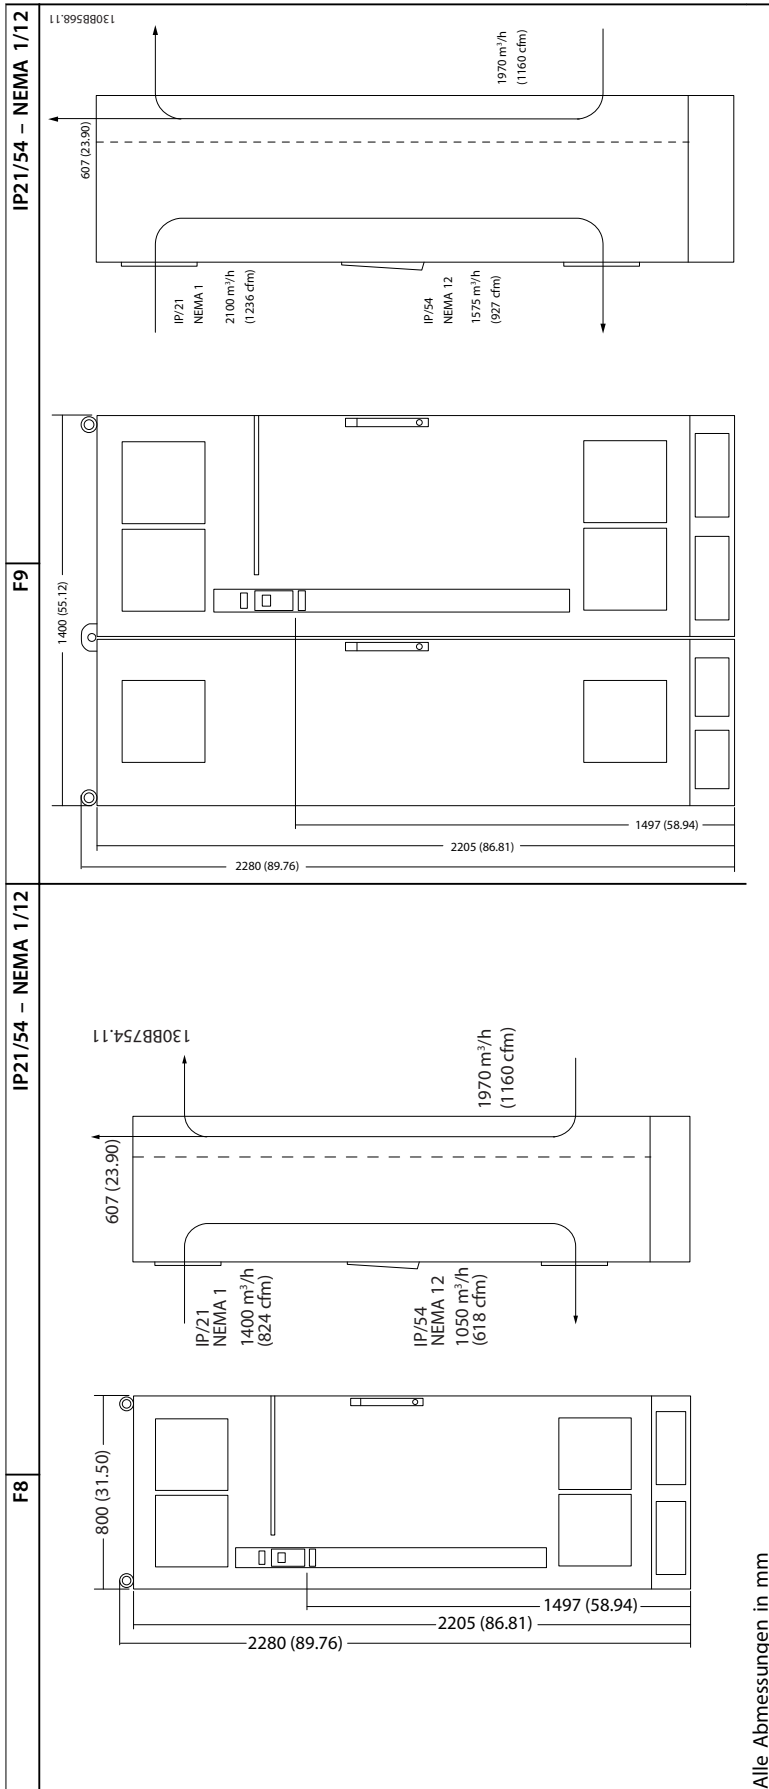 F8
IP21/54 – NEMA 1/12
F9
IP21/54 – NEMA 1/12
800 (31.50)
2280 (89.76)
2205 (86.81)
1497 (58.94)
IP/21
NEMA 1
1400 m³/h
(824 cfm)
IP/54
NEMA 12
1050 m³/h
(618 cfm)
607 (23.90)
1970 m³/h
(1160 cfm)
130BB754.11
1400 (55.12)
2280 (89.76)
2205 (86.81)
1497 (58.94)
IP/21
NEMA 1
2100 m³/h
(1236 cfm)
IP/54
NEMA 12
1575 m³/h
(927 cfm)
607 (23.90)
1970 m³/h
(1160 cfm)
130BB568.11
Alle Abmessungen in mm